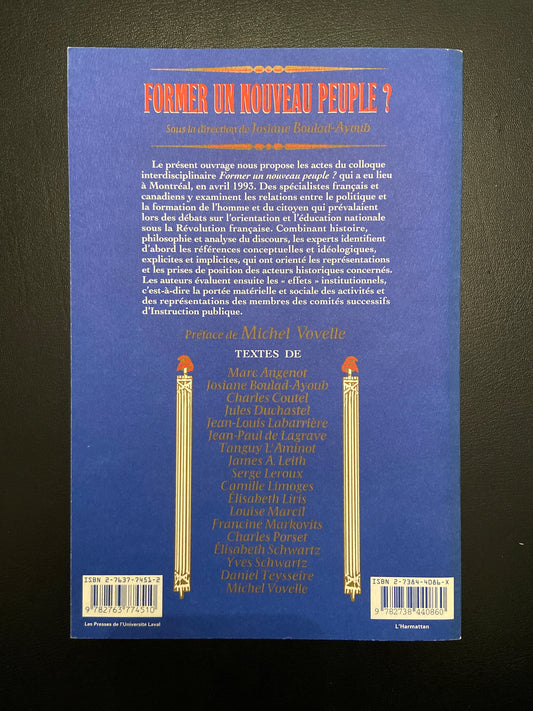 FORMER UN NOUVEAU PEUPLE ?
Sous la direction de Josiane Boulad-Ayoub
Le présent ouvrage nous propose les actes du colloque
interdisciplinaire Former un nouveau peuple ? qui a eu lieu
à Montréal, en avril 1993. Des spécialistes français et
canadiens y examinent les relations entre le politique et
la formation de l'homme et du citoyen qui prévalaient
lors des débats sur l'orientation et l'éducation nationale
sous la Révolution française. Combinant histoire,
philosophie et analyse du discours, les experts identifient
d'abord les références conceptuelles et idéologiques,
explicites et implicites, qui ont orienté les représentations
et les prises de position des acteurs historiques concernés.
Les auteurs évaluent ensuite les « effets » institutionnels,
c'est-à-dire la portée matérielle et sociale des activités et
des représentations des membres des comités successifs
d'Instruction publique.
Préface de Michel Vovelle
TEXTES DE
Marc Angenot
Josiane Boulad-Ayoub
Charles Coutel
Jules Duchastel
Jean-Louis Labarrière
Jean-Paul de Lagrave
Tanguy L'Aminot
James A. Leith
Serge Leroux
Camille Limoges
Élisabeth Liris
Louise Marcil
Francine Markovits
Charles Porset
Élisabeth Schwartz
Yves Schwartz
Daniel Teysseire
Michel Vovelle
ISBN 2-7637-7451-2
9 782763 774510
Les Presses de l'Université Laval
ISBN 2-7384-4086-X
9 782738 440860
L'Harmattan